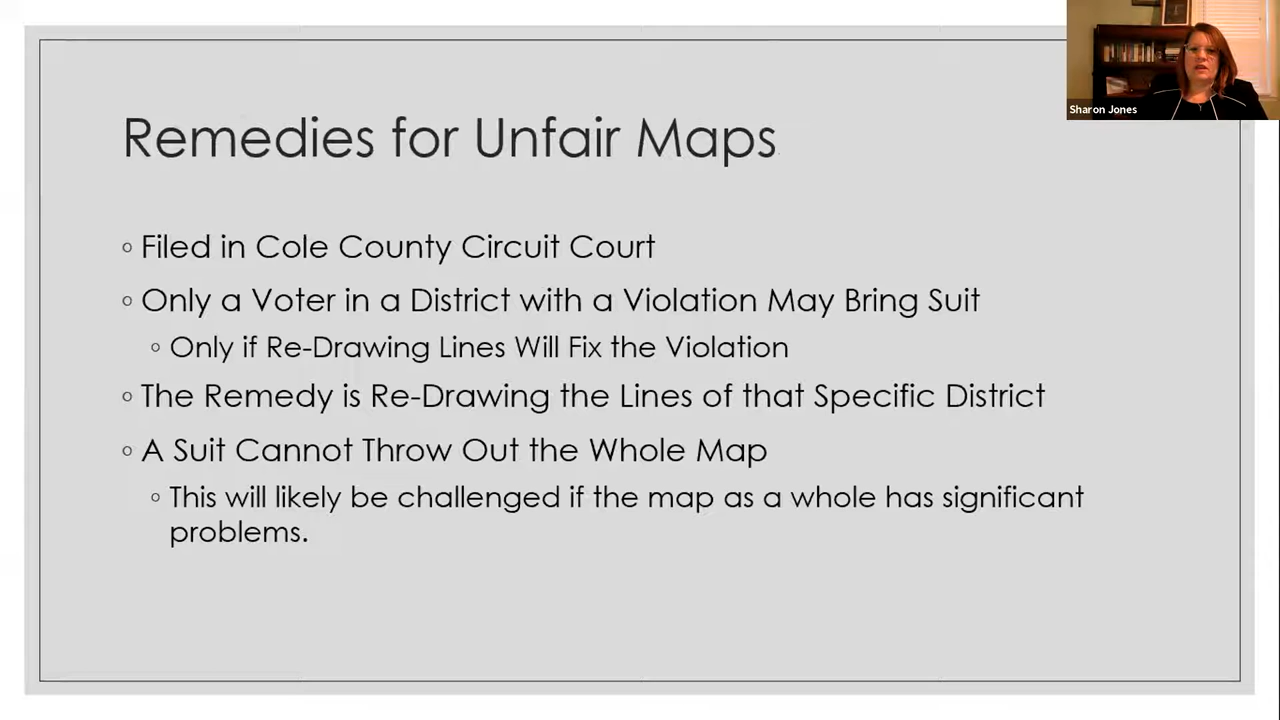 Sharon Jones
Remedies for Unfair Maps
◦ Filed in Cole County Circuit Court
◦ Only a Voter in a District with a Violation May Bring Suit
◦ Only if Re-Drawing Lines Will Fix the Violation
◦ The Remedy is Re-Drawing the Lines of that Specific District
◦ A Suit Cannot Throw Out the Whole Map
◦ This will likely be challenged if the map as a whole has significant
problems.